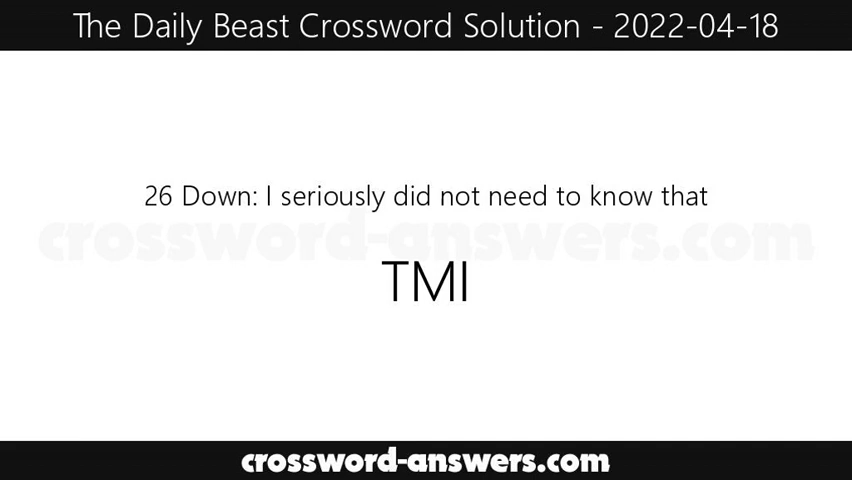 The Daily Beast Crossword Solution - 2022-04-18
26 Down: I seriously did not need to know that
crossword-answers.com
TMI
crossword-answers.com